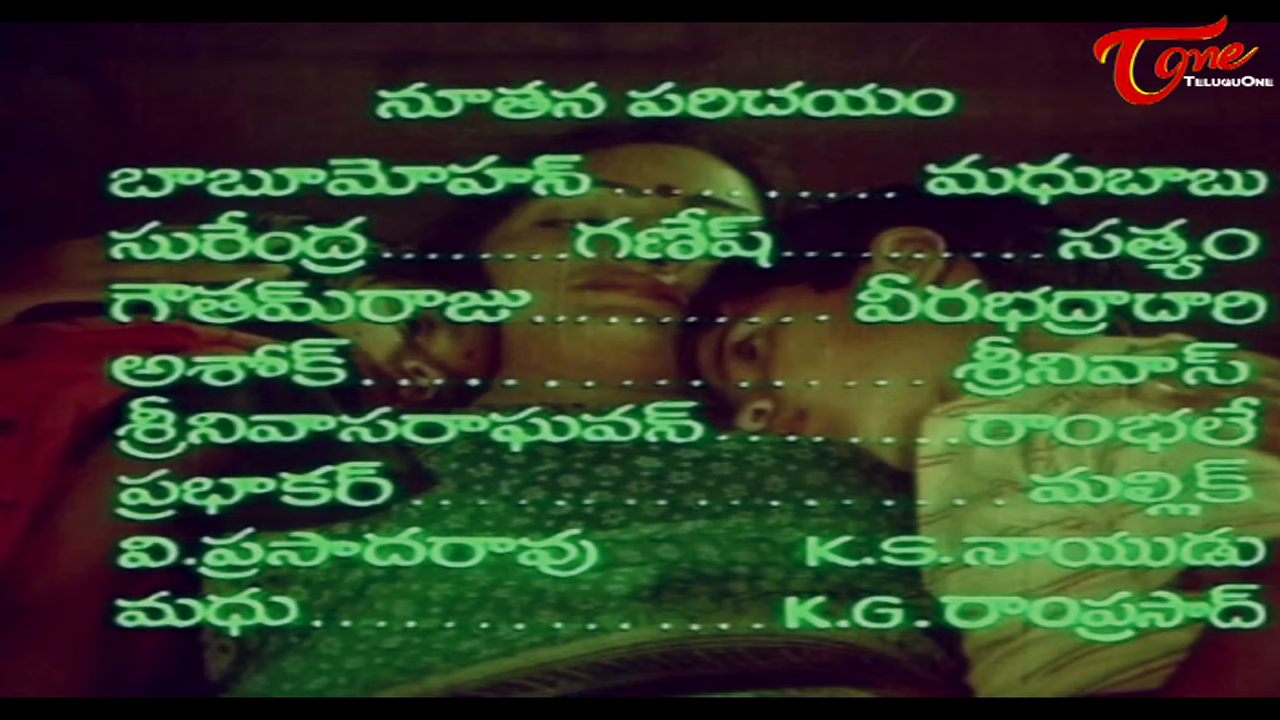 Tone
TELUGUONE
నూతన పరిచయం
బాబూమోహన్.......... మధుబాబు
సురేంద్ర.......గణేష్..........సత్యం
గౌతమ్‌రాజు........... వీరభద్రాచారి
అశోక్............... శ్రీనివాస్
శ్రీనివాసరాఘవన్.........రాంభలే
ప్రభాకర్ ..............మల్లిక్
వి.ప్రసాదరావు K.S.నాయుడు
మధు................K.G.రాంప్రసాద్